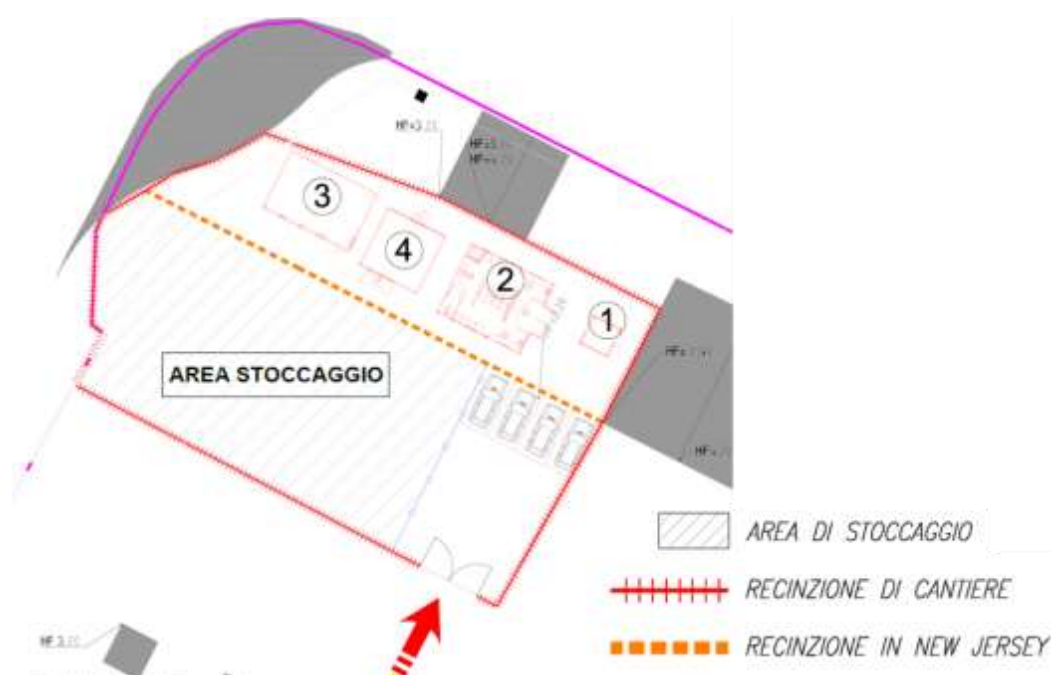 3
4
2
1
AREA STOCCAGGIO
AREA DI STOCCAGGIO
RECINZIONE DI CANTIERE
RECINZIONE IN NEW JERSEY